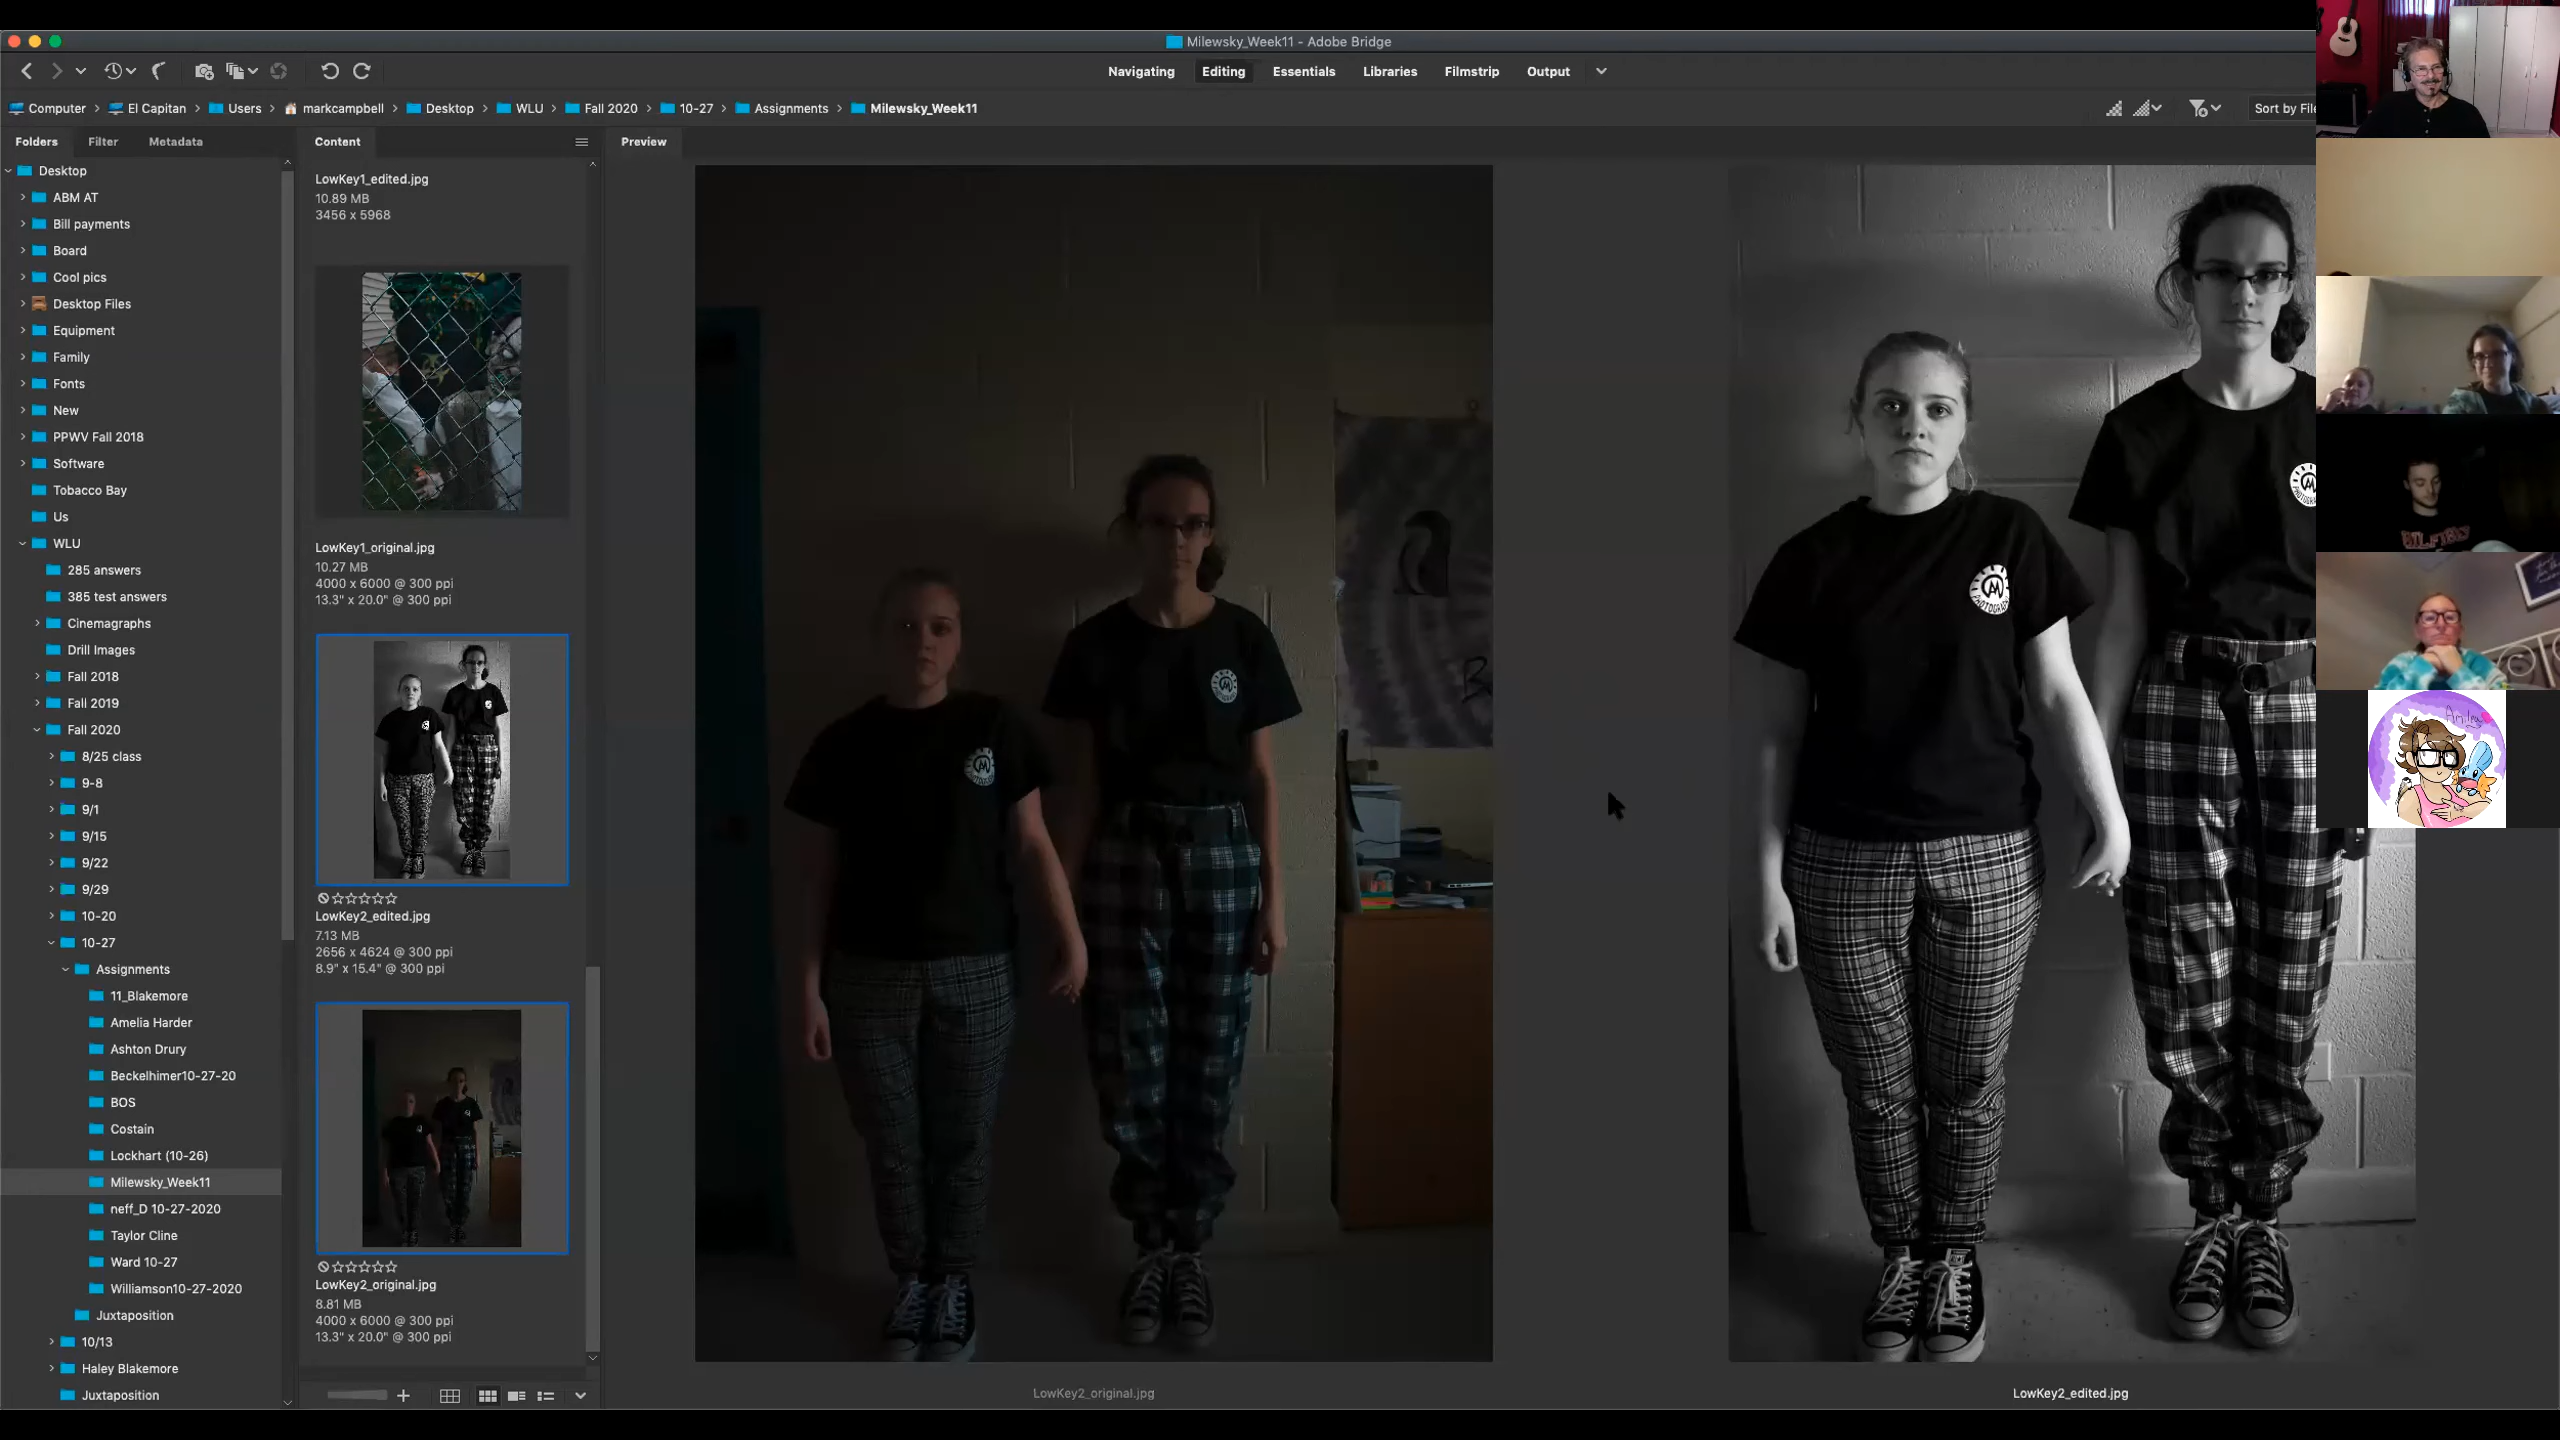 Milewsky_Week11 - Adobe Bridge
Navigating Editing Essentials Libraries Filmstrip Output
Computer El Capitan Users markcampbell Desktop WLU Fall 2020 10-27 Assignments Milewsky_Week11
Sort by File
Folders Filter Metadata
Content
Preview
Desktop
ABM AT
Bill payments
Board
Cool pics
Desktop Files
Equipment
Family
Fonts
New
PPWV Fall 2018
Software
Tobacco Bay
Us
WLU
285 answers
385 test answers
Cinemagraphs
Drill Images
Fall 2018
Fall 2019
Fall 2020
8/25 class
9-8
9/1
9/15
9/22
9/29
10-20
10-27
Assignments
11_Blakemore
Amelia Harder
Ashton Drury
Beckelhimer10-27-20
BOS
Costain
Lockhart (10-26)
Milewsky_Week11
neff_D 10-27-2020
Taylor Cline
Ward 10-27
Williamson10-27-2020
Juxtaposition
10/13
Haley Blakemore
Juxtaposition
LowKey1_edited.jpg
10.89 MB
3456 x 5968
LowKey1_original.jpg
10.27 MB
4000 x 6000 @ 300 ppi
13.3" x 20.0" @ 300 ppi
LowKey2_edited.jpg
7.13 MB
2656 x 4624 @ 300 ppi
8.9" x 15.4" @ 300 ppi
LowKey2_original.jpg
8.81 MB
4000 x 6000 @ 300 ppi
13.3" x 20.0" @ 300 ppi
LowKey2_original.jpg
LowKey2_edited.jpg